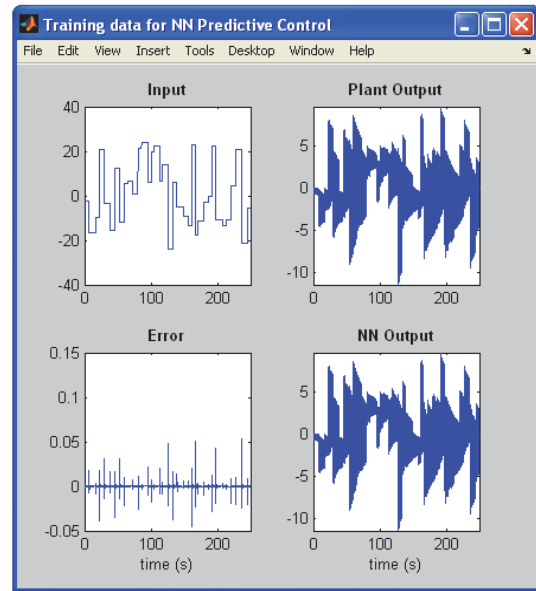 Training data for NN Predictive Control
File Edit View Insert Tools Desktop Window Help
Input
40
20
0
-20
-40
0 100 200
Plant Output
5
0
-5
-10
0 100 200
Error
0.15
0.1
0.05
0
-0.05
0 100 200
time (s)
NN Output
5
0
-5
-10
0 100 200
time (s)